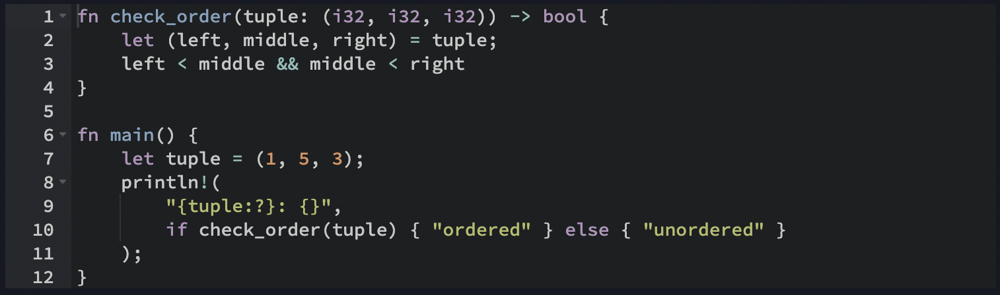 1 fn check_order(tuple: (i32, i32, i32)) -> bool {
2     let (left, middle, right) = tuple;
3     left < middle && middle < right
4 }
5
6 fn main() {
7     let tuple = (1, 5, 3);
8     println!(
9         "{tuple:?}: {}",
10         if check_order(tuple) { "ordered" } else { "unordered" }
11     );
12 }